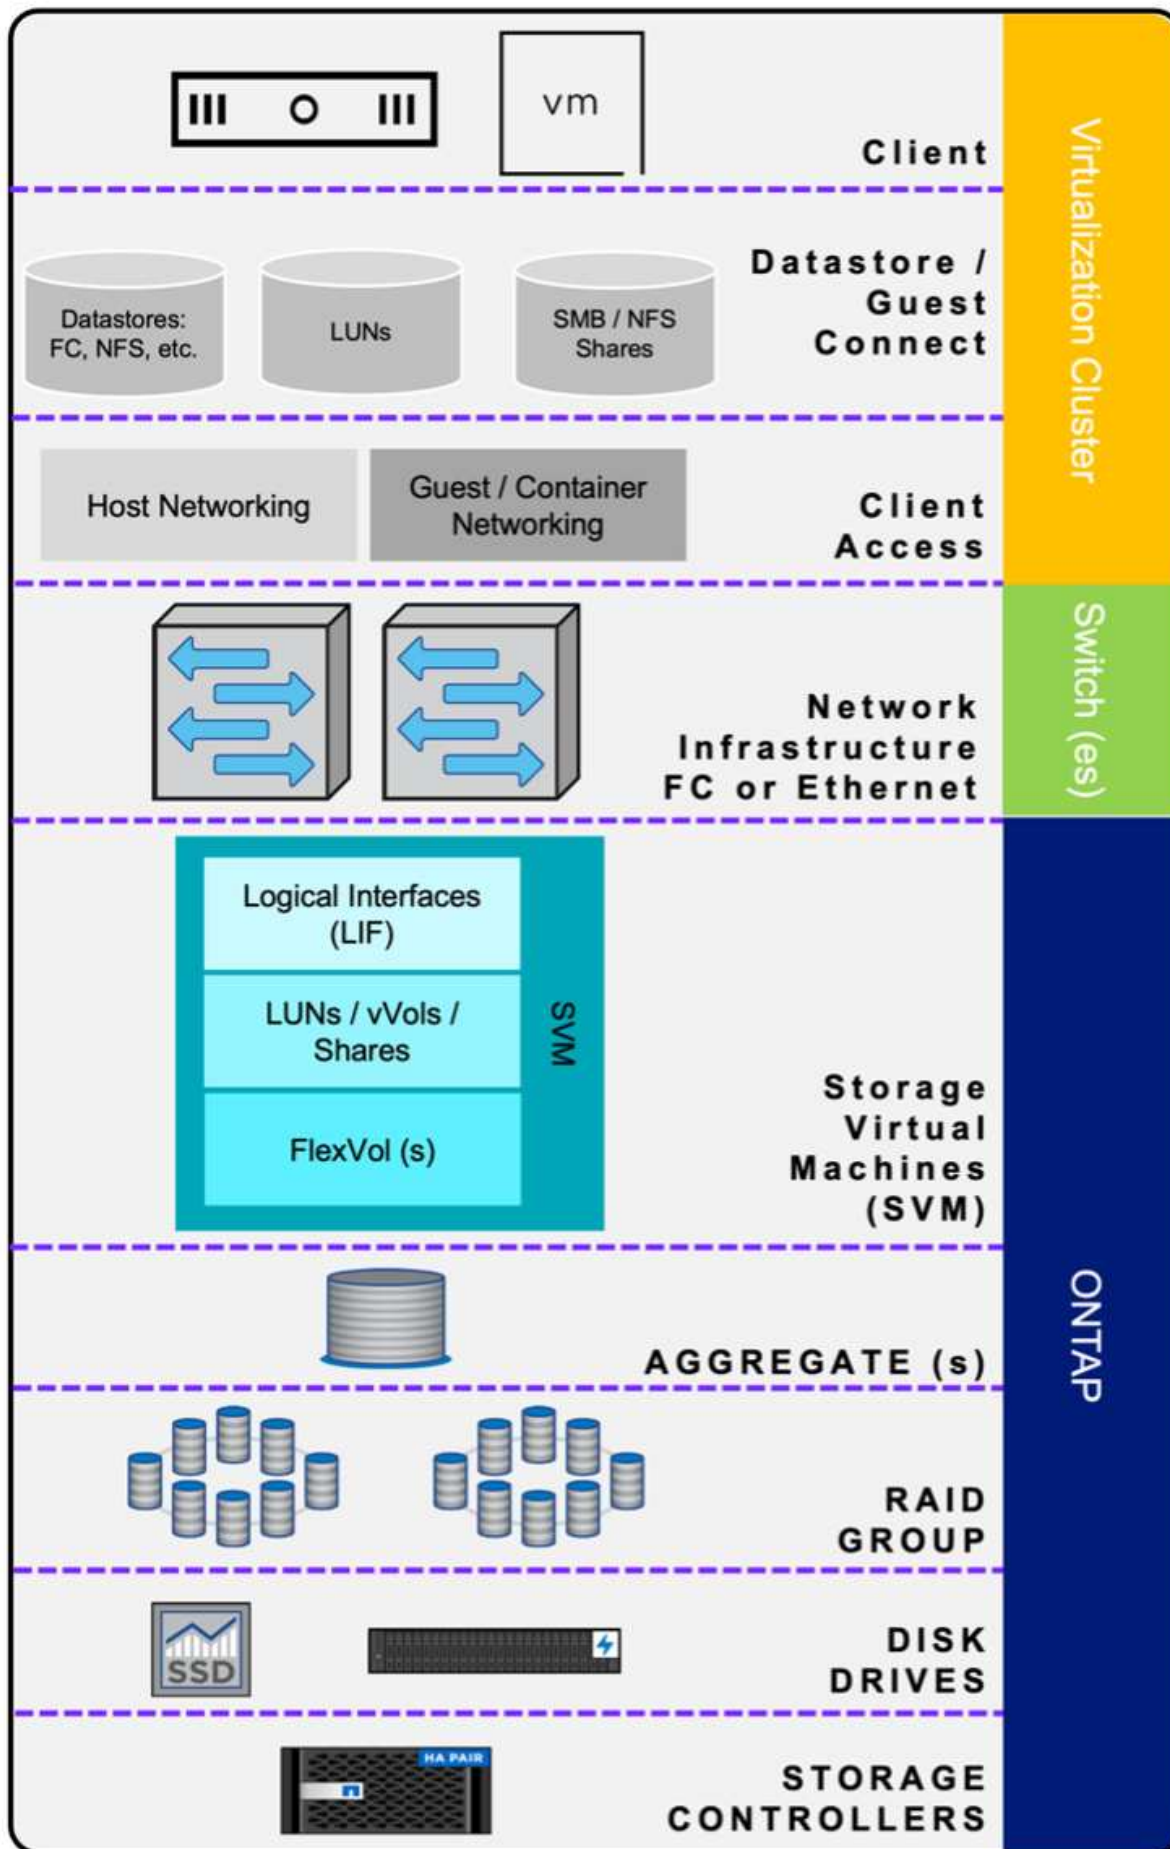 vm
Client
Datastores:
FC, NFS, etc.
LUNs
SMB / NFS
Shares
Datastore /
Guest
Connect
Host Networking
Guest / Container
Networking
Client
Access
Virtualization Cluster
Network
Infrastructure
FC or Ethernet
Switch (es)
Logical Interfaces
(LIF)
LUNs / vVols /
Shares
FlexVol (s)
SVM
Storage
Virtual
Machines
(SVM)
AGGREGATE (s)
RAID
GROUP
SSD
DISK
DRIVES
HA PAIR
STORAGE
CONTROLLERS
ONTAP